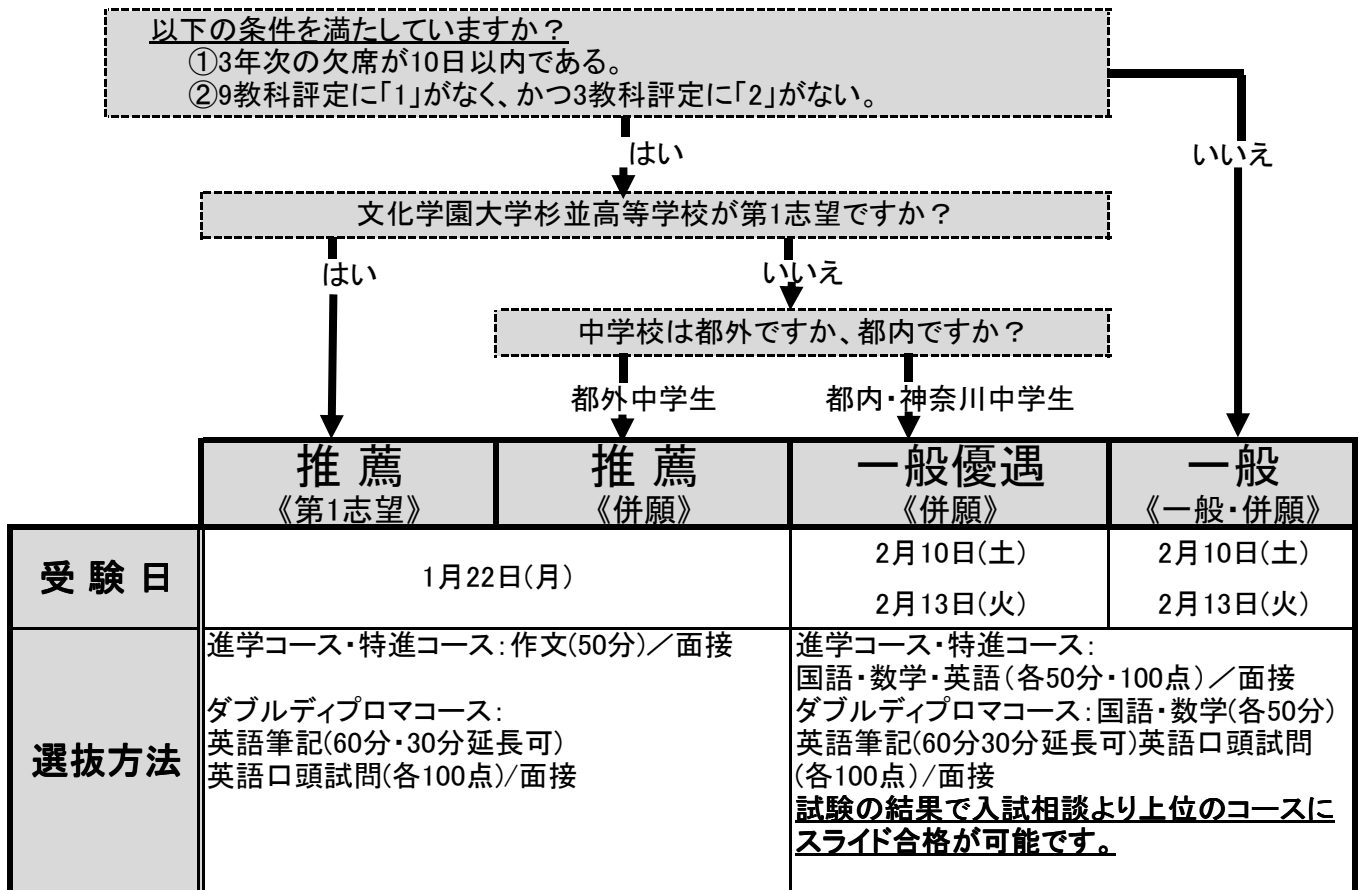 以下の条件を満たしていますか？
①3年次の欠席が10日以内である。
②9教科評定に「1」がなく、かつ3教科評定に「2」がない。
はい
いいえ
文化学園大学杉並高等学校が第1志望ですか？
はい
いいえ
中学校は都外ですか、都内ですか？
都外中学生
都内・神奈川中学生
推 薦
《第1志望》
推 薦
《併願》
一般優遇
《併願》
一般
《一般・併願》
受 験 日
1月22日(月)
2月10日(土)
2月13日(火)
2月10日(土)
2月13日(火)
選抜方法
進学コース・特進コース：作文(50分)／面接
ダブルディプロマコース：
英語筆記(60分・30分延長可)
英語口頭試問(各100点)/面接
進学コース・特進コース：
国語・数学・英語（各50分・100点）／面接
ダブルディプロマコース：国語・数学(各50分)
英語筆記(60分30分延長可)英語口頭試問
(各100点)/面接
試験の結果で入試相談より上位のコースに
スライド合格が可能です。